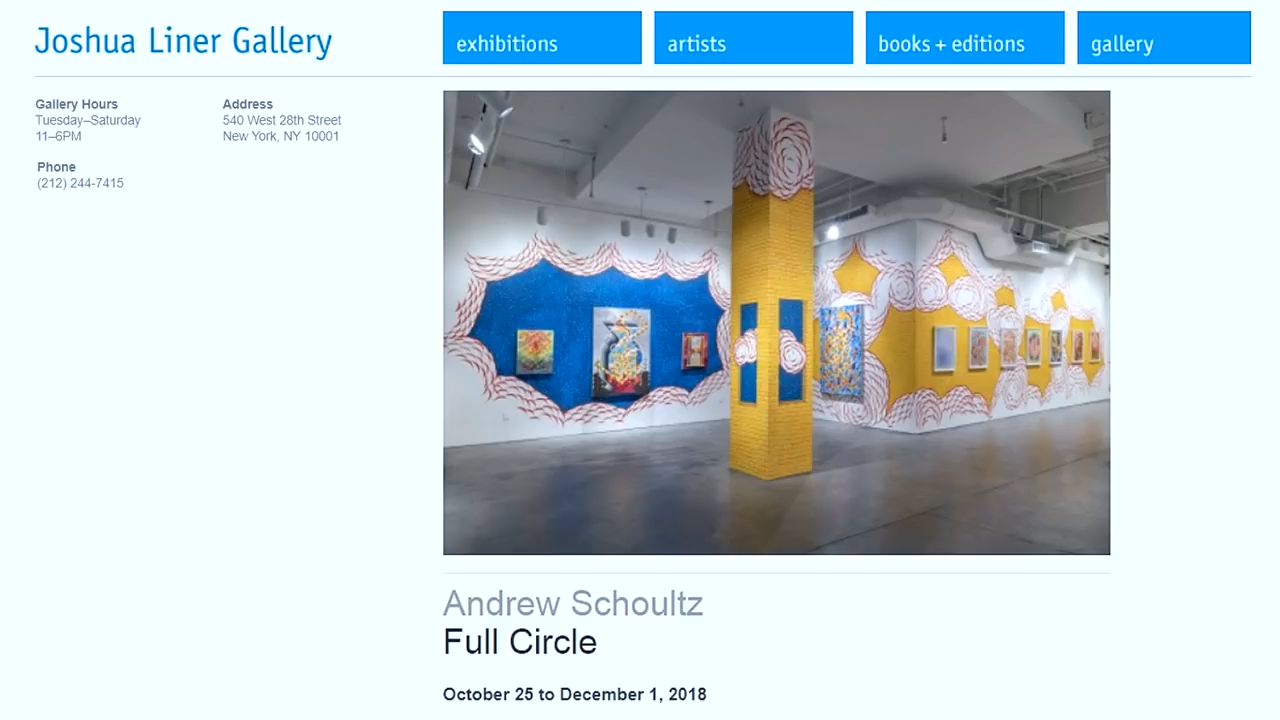 Joshua Liner Gallery
exhibitions
artists
books + editions
gallery
Gallery Hours
Tuesday–Saturday
11–6PM
Address
540 West 28th Street
New York, NY 10001
Phone
(212) 244-7415
Andrew Schoultz
Full Circle
October 25 to December 1, 2018